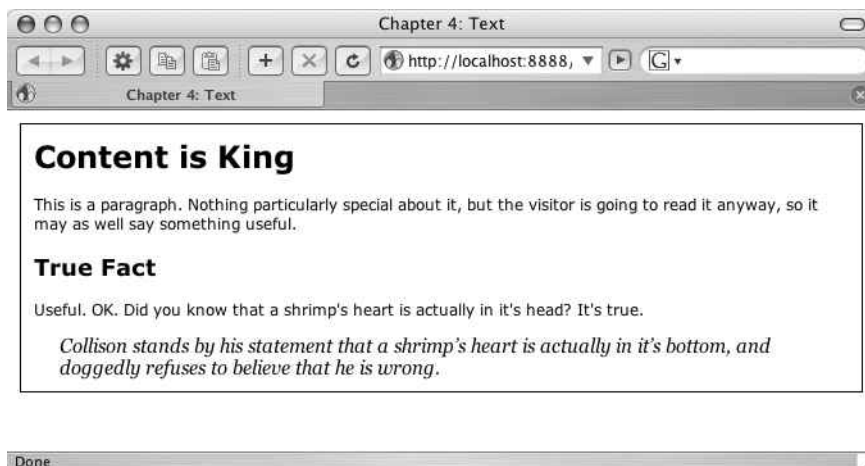 Chapter 4: Text
http://localhost:8888/
G
Chapter 4: Text
Content is King
This is a paragraph. Nothing particularly special about it, but the visitor is going to read it anyway, so it
may as well say something useful.
True Fact
Useful. OK. Did you know that a shrimp's heart is actually in it's head? It's true.
Collison stands by his statement that a shrimp’s heart is actually in it’s bottom, and
doggedly refuses to believe that he is wrong.
Done